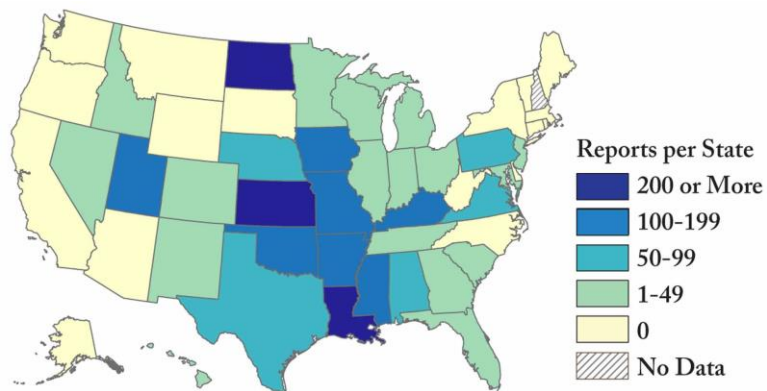 Reports per State
200 or More
100-199
50-99
1-49
0
No Data